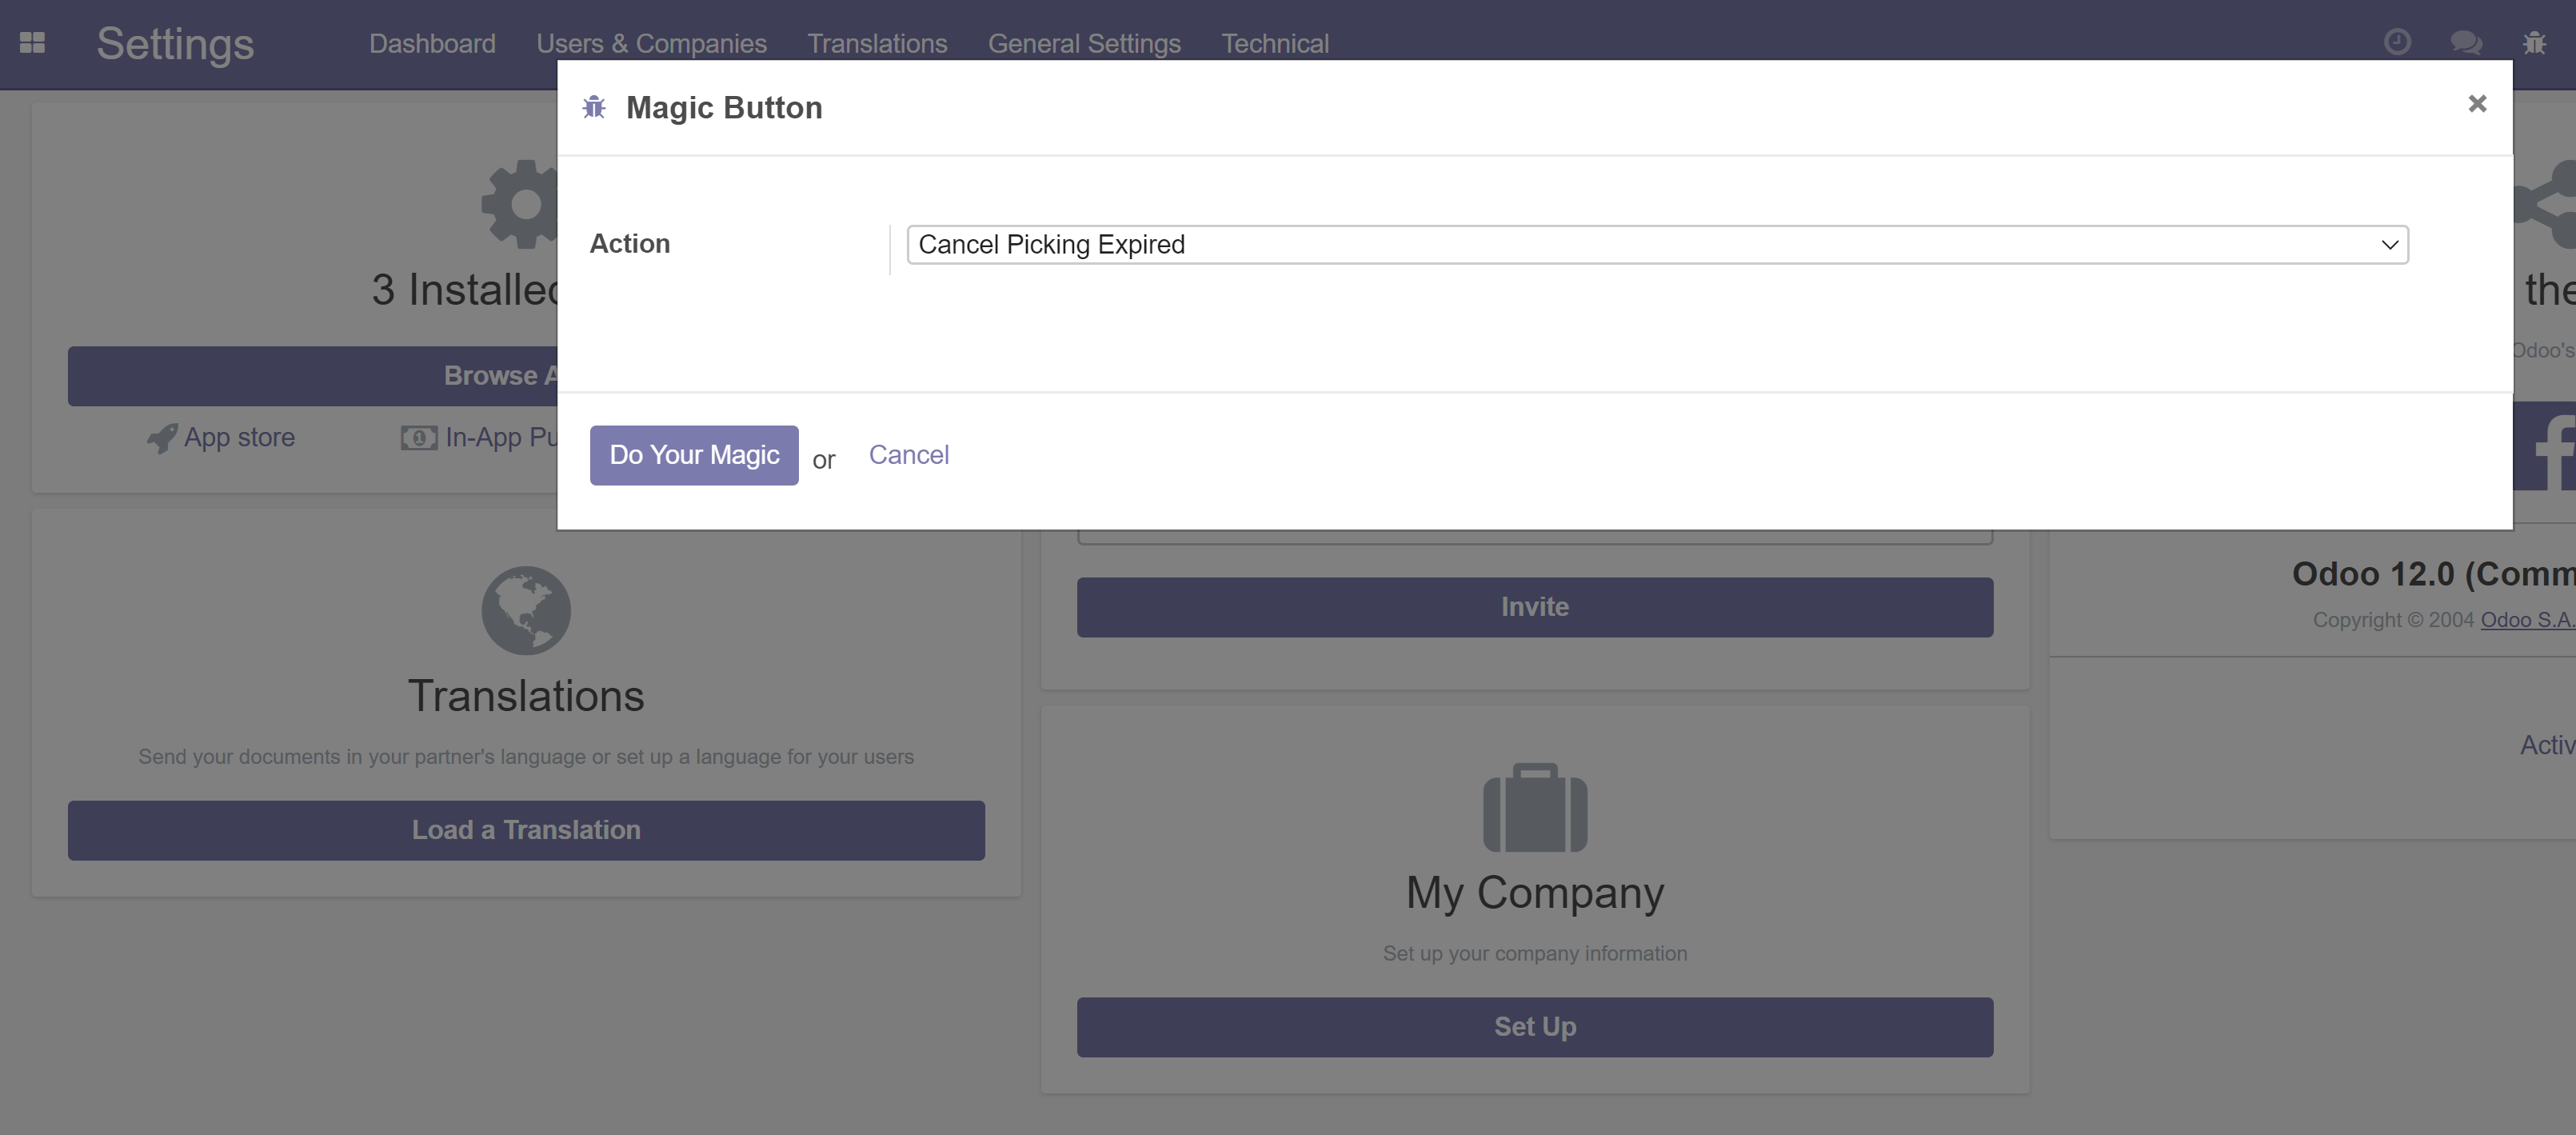 Settings
Dashboard
Users & Companies
Translations
General Settings
Technical
Magic Button
Action
Cancel Picking Expired
Do Your Magic
or
Cancel
3 Installed
Browse
App store
In-App
Translations
Send your documents in your partner's language or set up a language for your users
Load a Translation
Invite
My Company
Set up your company information
Set Up
the
Odoo's
Odoo 12.0 (Comm
Copyright © 2004 Odoo S.A.
Activ